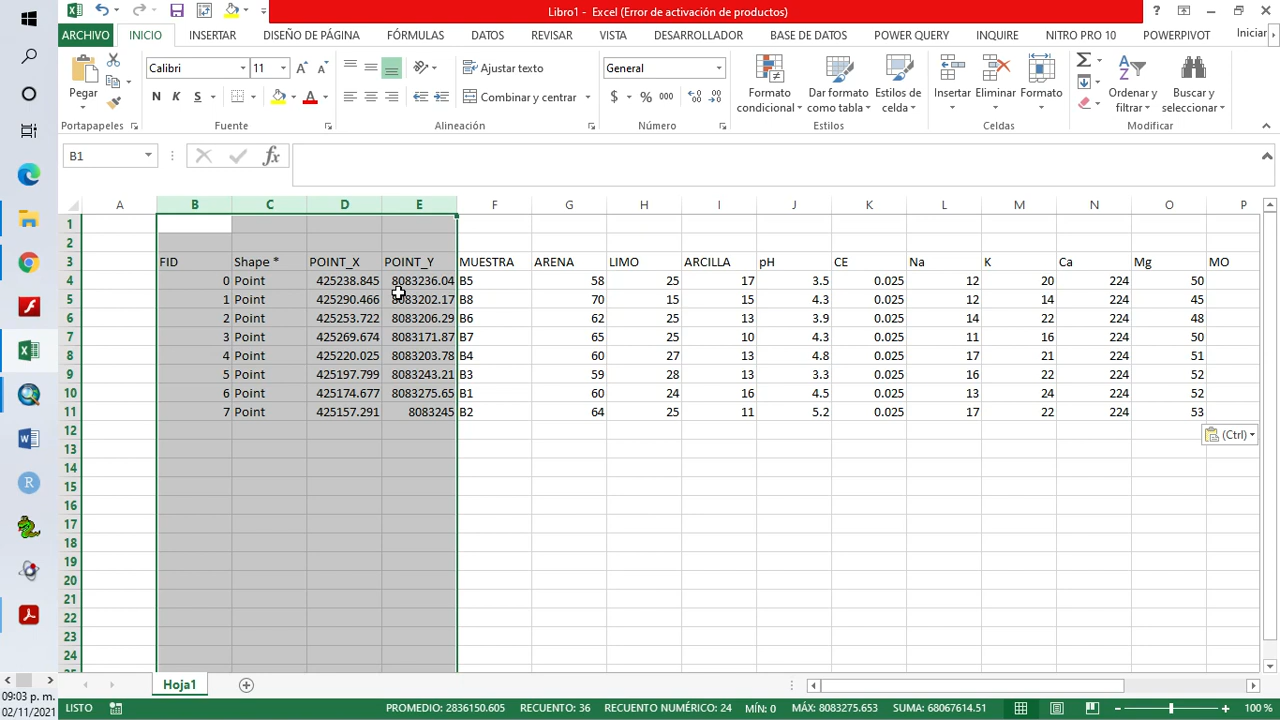 Libro1 - Excel (Error de activación de productos)
ARCHIVO INICIO INSERTAR DISEÑO DE PÁGINA FÓRMULAS DATOS REVISAR VISTA DESARROLLADOR BASE DE DATOS POWER QUERY INQUIRE NITRO PRO 10 POWERPIVOT Iniciar
Pegar
Calibri 11
N K S
Ajustar texto
Combinar y centrar
General
$ % 000
Formato condicional
Dar formato como tabla
Estilos de celda
Insertar
Eliminar
Formato
Ordenar y filtrar
Buscar y seleccionar
Portapapeles Fuente Alineación Número Estilos Celdas Modificar
B1 fx
A B C D E F G H I J K L M N O P
1
2
3 FID Shape * POINT_X POINT_Y MUESTRA ARENA LIMO ARCILLA pH CE Na K Ca Mg MO
4 0 Point 425238.845 8083236.04 B5 58 25 17 3.5 0.025 12 20 224 50
5 1 Point 425290.466 8083202.17 B8 70 15 15 4.3 0.025 12 14 224 45
6 2 Point 425253.722 8083206.29 B6 62 25 13 3.9 0.025 14 22 224 48
7 3 Point 425269.674 8083171.87 B7 65 25 10 4.3 0.025 11 16 224 50
8 4 Point 425220.025 8083203.78 B4 60 27 13 4.8 0.025 17 21 224 51
9 5 Point 425197.799 8083243.21 B3 59 28 13 3.3 0.025 16 22 224 52
10 6 Point 425174.677 8083275.65 B1 60 24 16 4.5 0.025 13 23 224 52
11 7 Point 425157.291 8083245 B2 64 25 11 5.2 0.025 17 22 224 53
12
(Ctrl)
13
14
15
16
17
18
19
20
21
22
23
24
Hoja1
09:03 p. m.
02/11/2021
LISTO PROMEDIO: 2836150.605 RECUENTO: 36 RECUENTO NUMÉRICO: 24 MÍN: 0 MÁX: 8083275.653 SUMA: 68067614.51 100 %